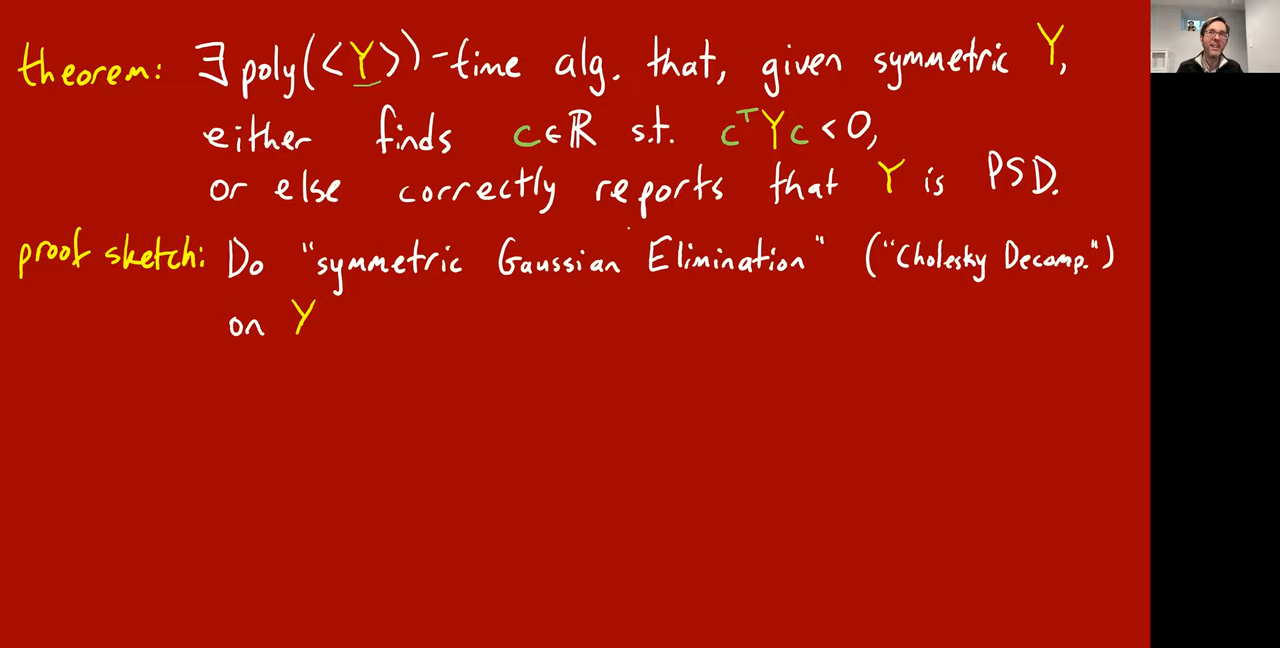 theorem: ∃ poly(<Y>)-time alg. that, given symmetric Y,
either finds c∈ℝ s.t. cᵀYc < 0,
or else correctly reports that Y is PSD.
proof sketch: Do "symmetric Gaussian Elimination" ("Cholesky Decomp.")
on Y